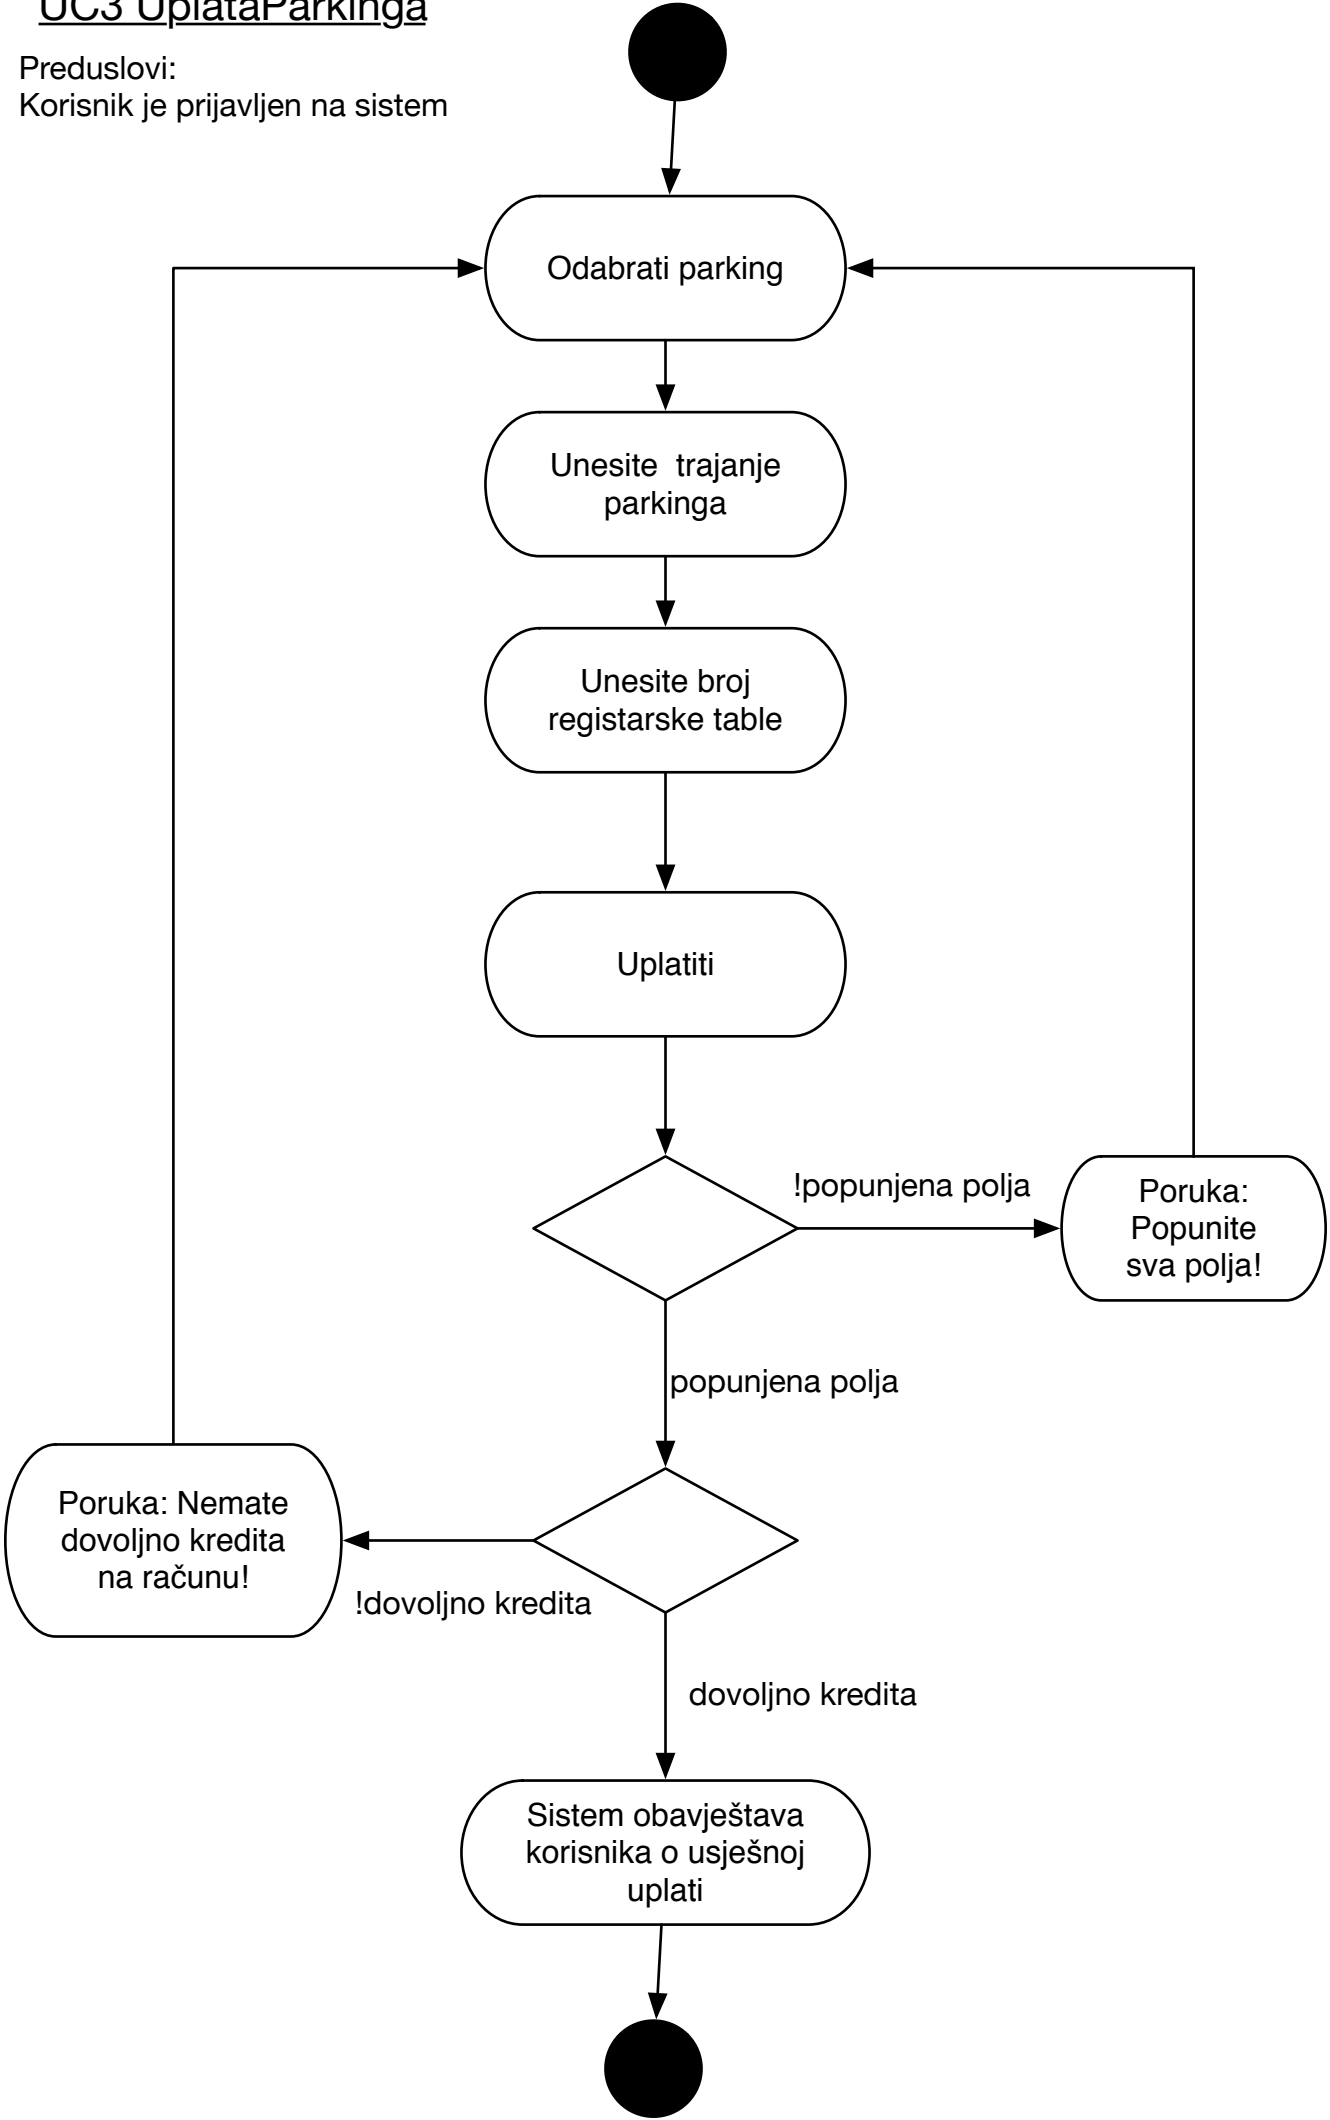 UC3 UplataParkinga
Preduslovi:
Korisnik je prijavljen na sistem
Odabrati parking
Unesite  trajanje
parkinga
Unesite broj
registarske table
Uplatiti
!popunjena polja
Poruka:
Popunite
sva polja!
popunjena polja
Poruka: Nemate
dovoljno kredita
na računu!
!dovoljno kredita
dovoljno kredita
Sistem obavještava
korisnika o usješnoj
uplati